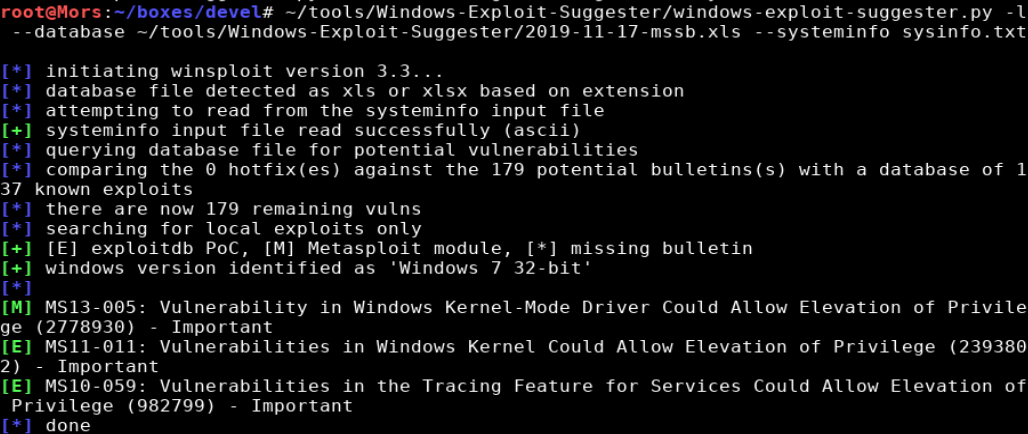 root@Mors:~/boxes/devel# ~/tools/Windows-Exploit-Suggester/windows-exploit-suggester.py -l
 --database ~/tools/Windows-Exploit-Suggester/2019-11-17-mssb.xls --systeminfo sysinfo.txt
[*] initiating winsploit version 3.3...
[*] database file detected as xls or xlsx based on extension
[*] attempting to read from the systeminfo input file
[+] systeminfo input file read successfully (ascii)
[*] querying database file for potential vulnerabilities
[*] comparing the 0 hotfix(es) against the 179 potential bulletins(s) with a database of 1
37 known exploits
[*] there are now 179 remaining vulns
[*] searching for local exploits only
[+] [E] exploitdb PoC, [M] Metasploit module, [*] missing bulletin
[+] windows version identified as 'Windows 7 32-bit'
[*]
[M] MS13-005: Vulnerability in Windows Kernel-Mode Driver Could Allow Elevation of Privile
ge (2778930) - Important
[E] MS11-011: Vulnerabilities in Windows Kernel Could Allow Elevation of Privilege (239380
2) - Important
[E] MS10-059: Vulnerabilities in the Tracing Feature for Services Could Allow Elevation of
 Privilege (982799) - Important
[*] done